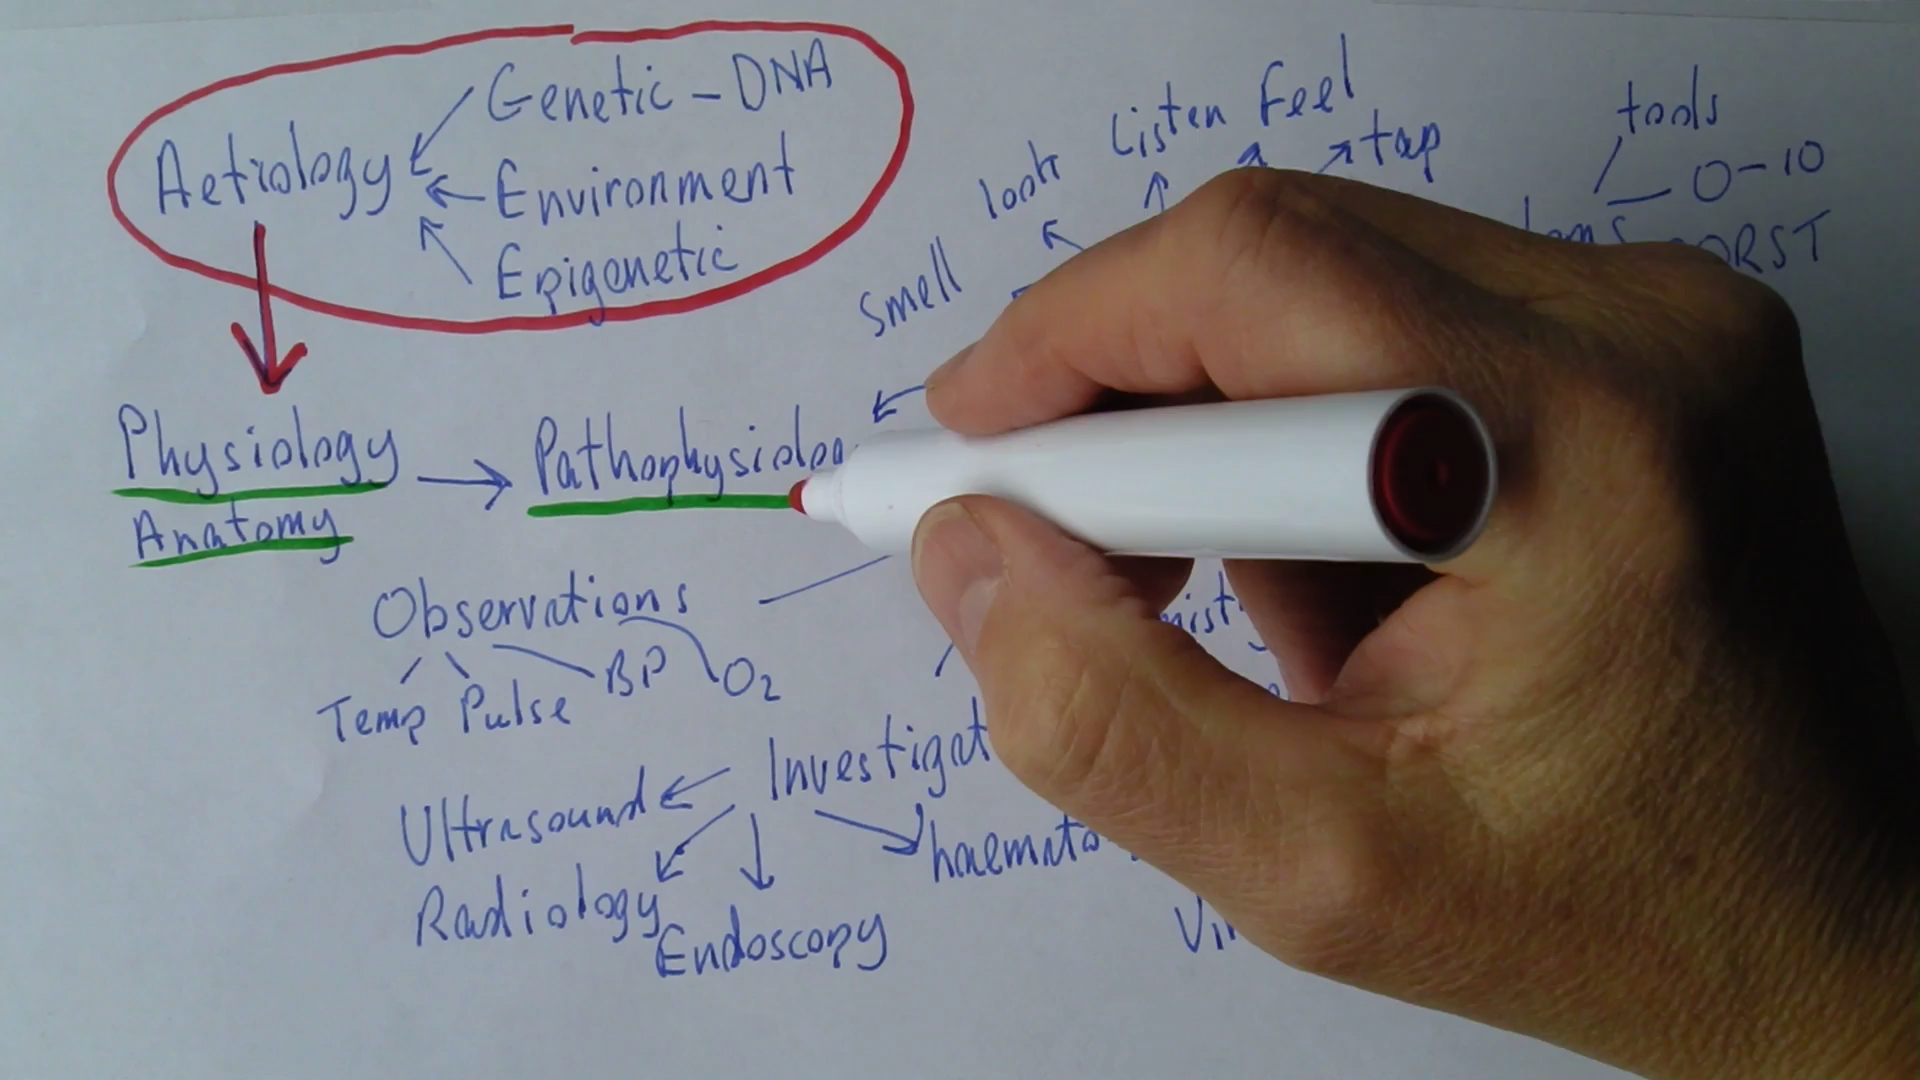 Genetic - DNA
Aetiology
Environment
Epigenetic
smell
look
Listen
Feel
tap
tools
0-10
Physiology
Anatomy
Observations
Temp
Pulse
BP
O2
Ultrasound
Radiology
Endoscopy